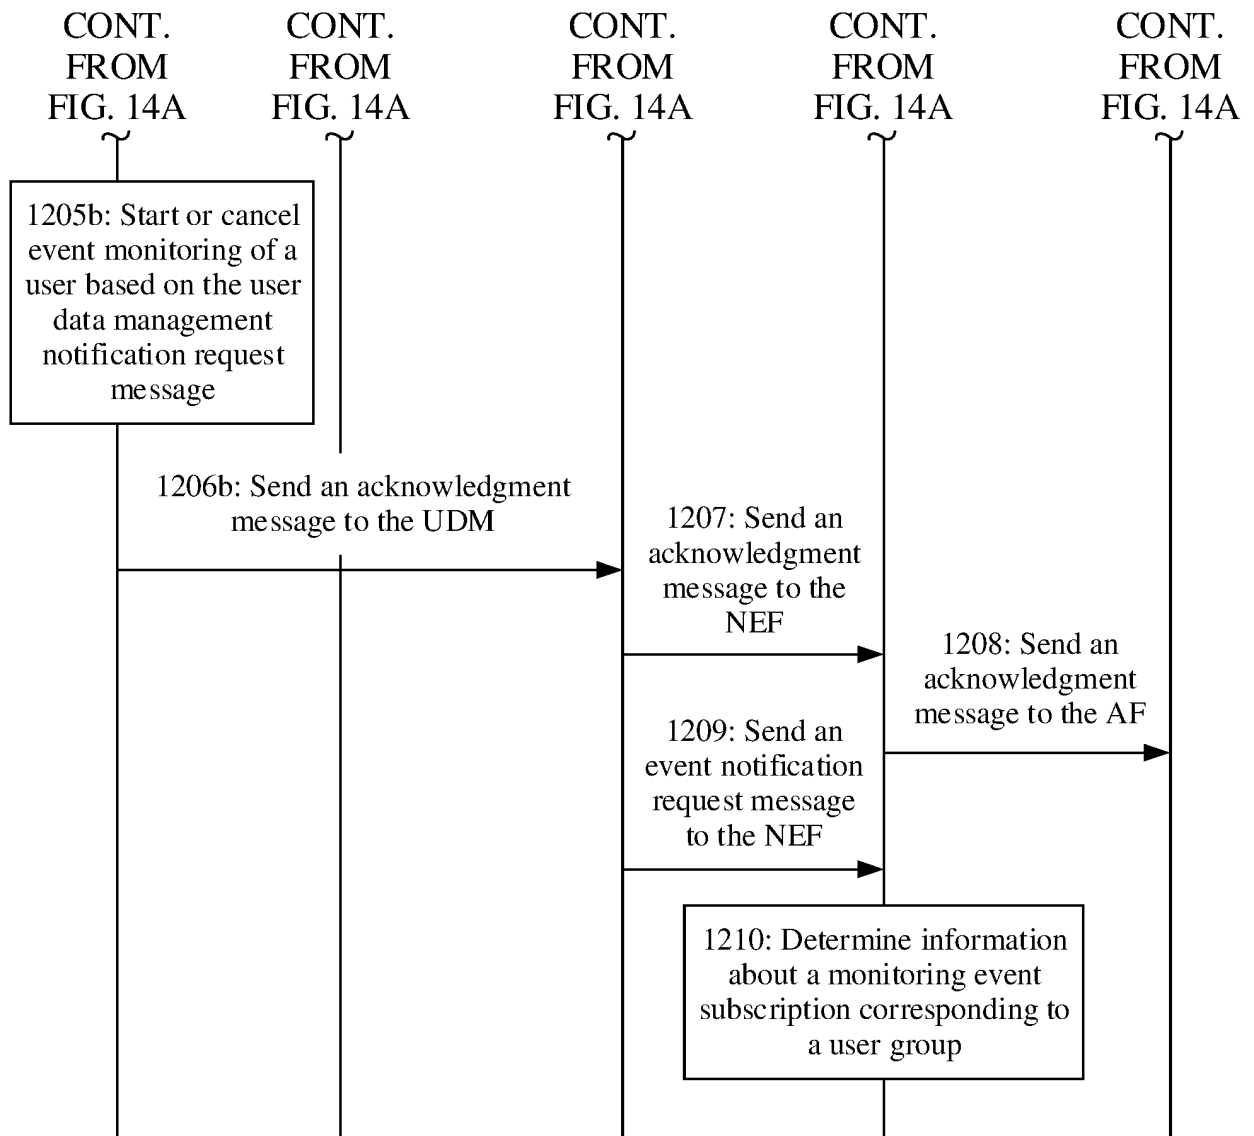 CONT.
FROM
FIG. 14A
CONT.
FROM
FIG. 14A
CONT.
FROM
FIG. 14A
CONT.
FROM
FIG. 14A
CONT.
FROM
FIG. 14A
1205b: Start or cancel
event monitoring of a
user based on the user
data management
notification request
message
1206b: Send an acknowledgment
message to the UDM
1207: Send an
acknowledgment
message to the
NEF
1208: Send an
acknowledgment
message to the AF
1209: Send an
event notification
request message
to the NEF
1210: Determine information
about a monitoring event
subscription corresponding to
a user group